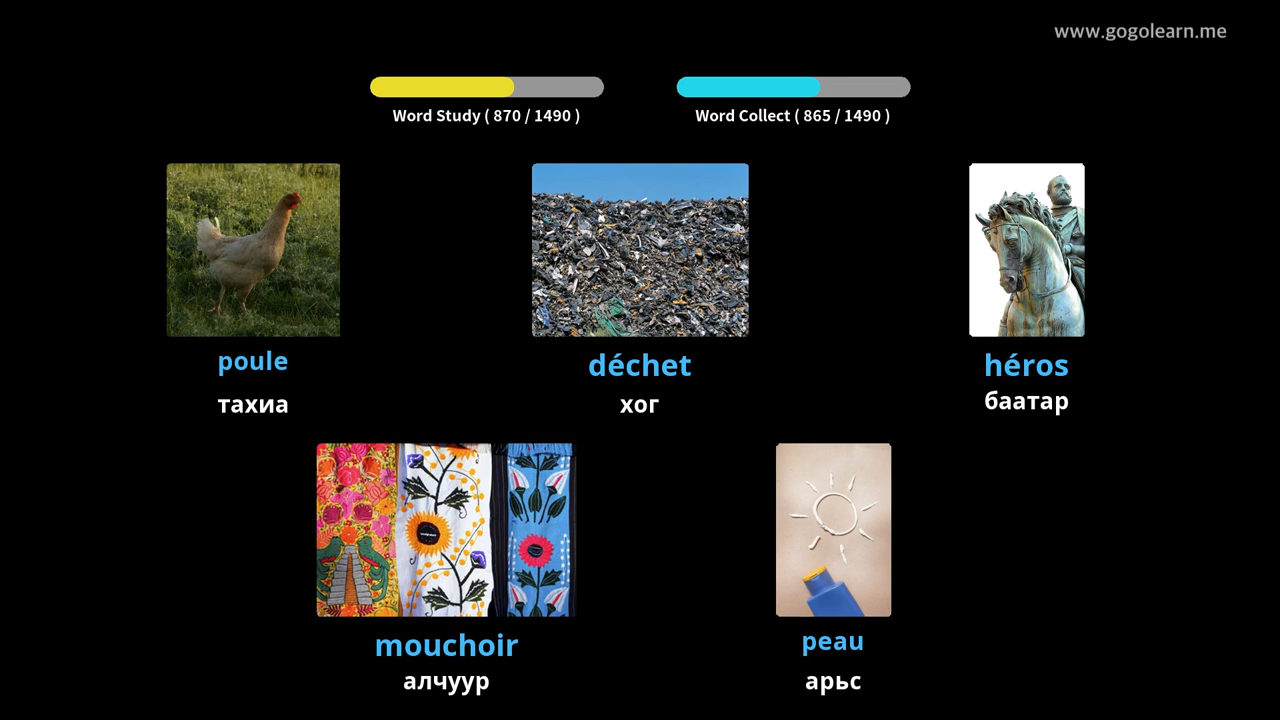 www.gogolearn.me
Word Study ( 870 / 1490 )
Word Collect ( 865 / 1490 )
poule
déchet
héros
тахиа
хог
баатар
mouchoir
peau
алчуур
арьс